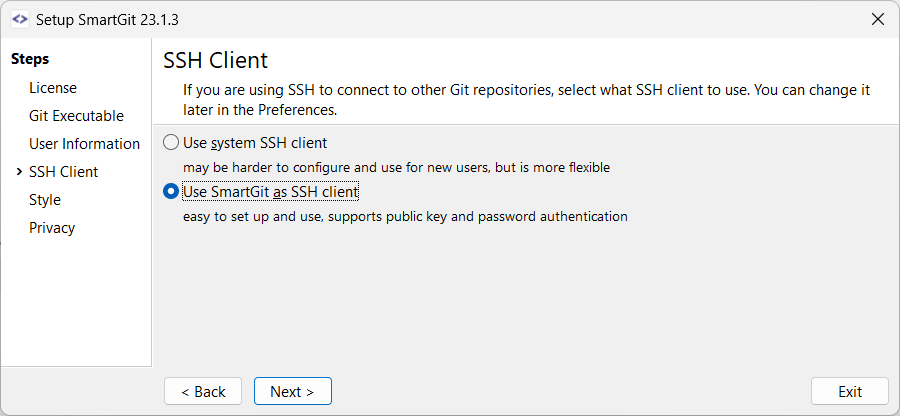 Setup SmartGit 23.1.3
Steps
License
Git Executable
User Information
SSH Client
Style
Privacy
SSH Client
If you are using SSH to connect to other Git repositories, select what SSH client to use. You can change it
later in the Preferences.
Use system SSH client
may be harder to configure and use for new users, but is more flexible
Use SmartGit as SSH client
easy to set up and use, supports public key and password authentication
< Back
Next >
Exit